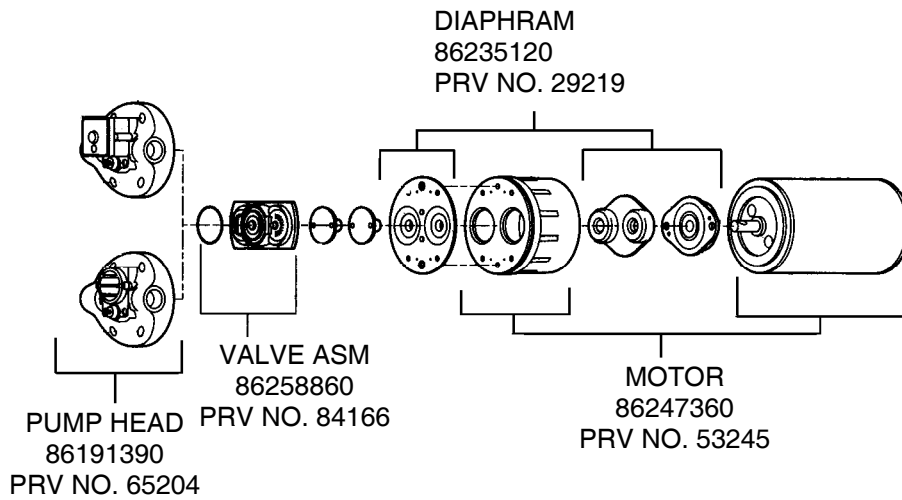 DIAPHRAM
86235120
PRV NO. 29219
VALVE ASM
86258860
PRV NO. 84166
MOTOR
86247360
PRV NO. 53245
PUMP HEAD
86191390
PRV NO. 65204